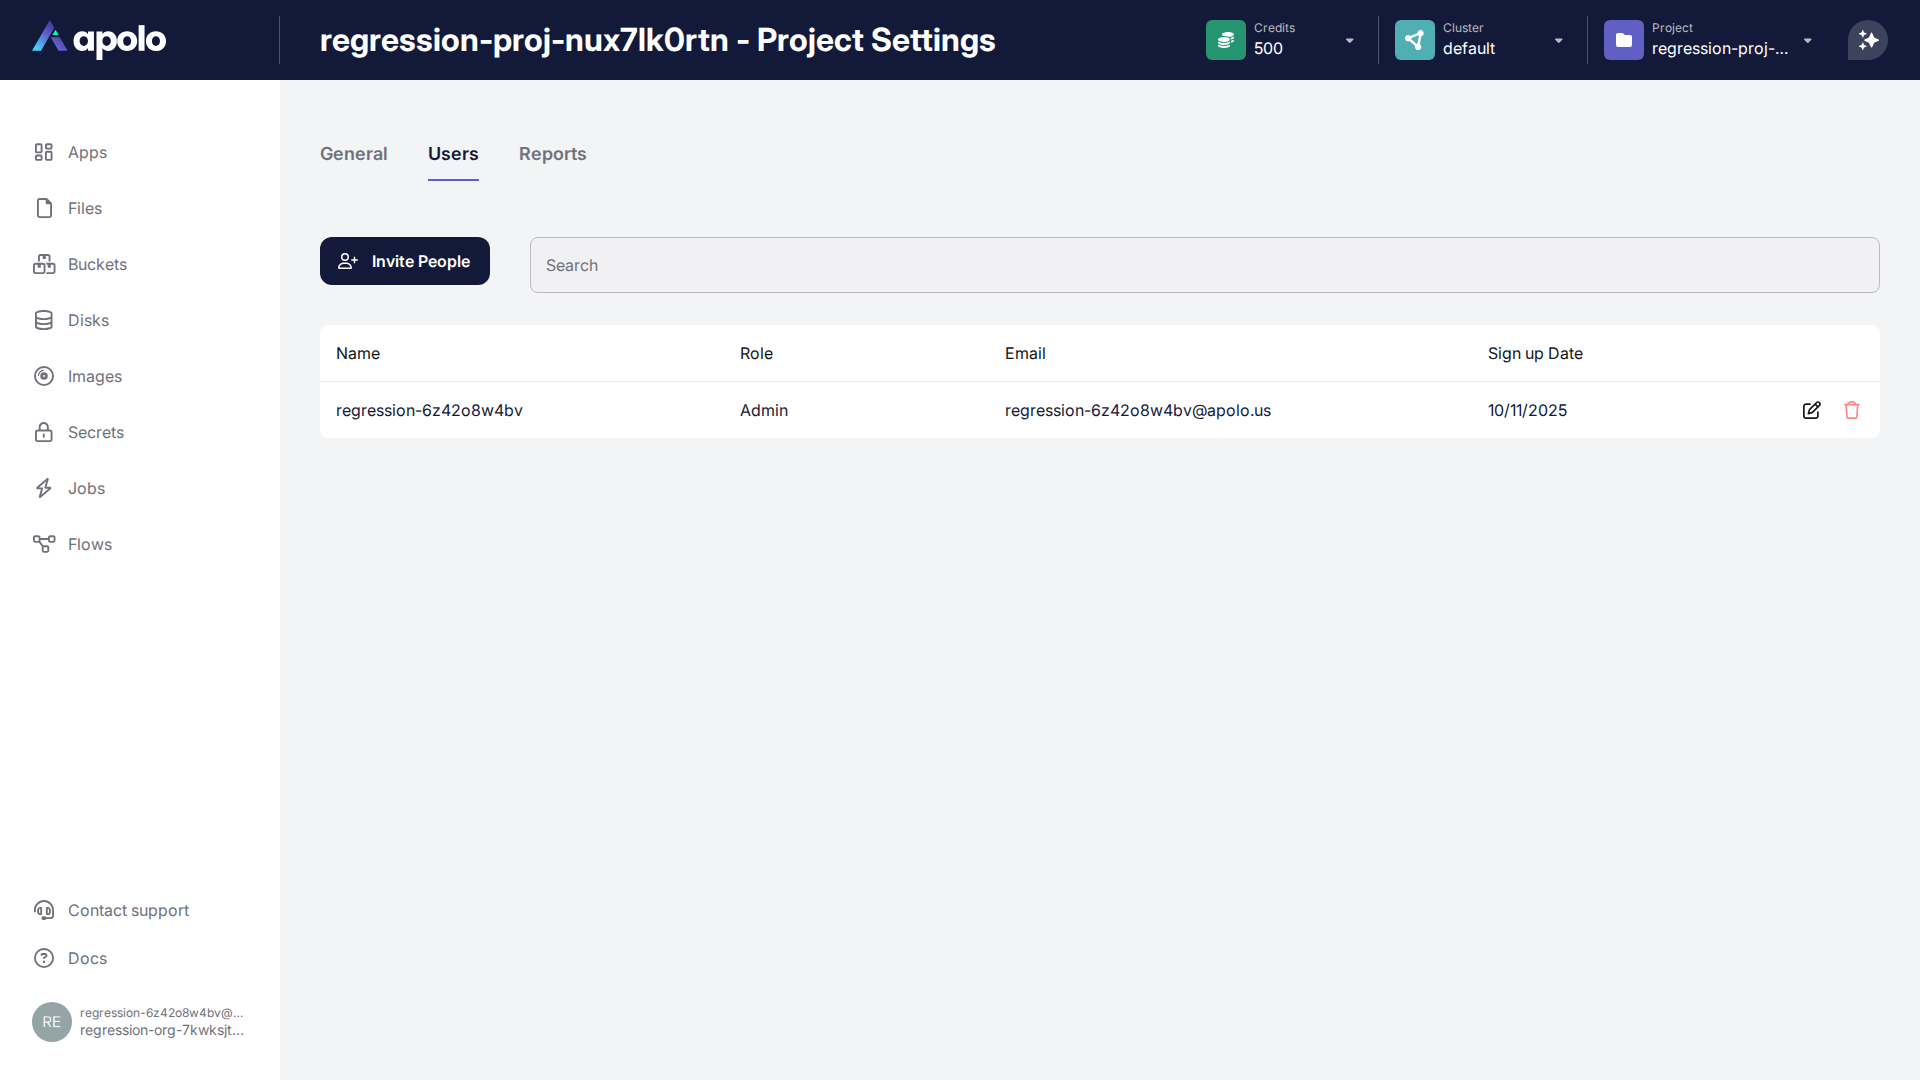 apolo
regression-proj-nux7lk0rtn - Project Settings
Credits
500
Cluster
default
Project
regression-proj-...
Apps
Files
Buckets
Disks
Images
Secrets
Jobs
Flows
General
Users
Reports
Invite People
Search
Name
Role
Email
Sign up Date
regression-6z42o8w4bv
Admin
regression-6z42o8w4bv@apolo.us
10/11/2025
Contact support
Docs
RE
regression-6z42o8w4bv@...
regression-org-7kwksjt...